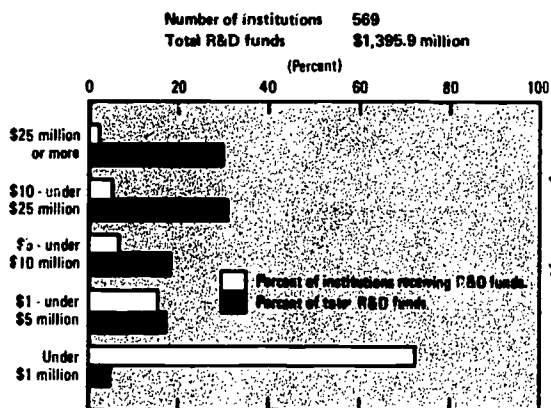 Number of institutions 569
Total R&D funds $1,395.9 million
(Percent)
0 20 40 60 80 100
$25 million
or more
$10 - under
$25 million
- under
$10 million
Percent of institutions receiving R&D funds
Percent of total R&D funds
$1 - under
$5 million
Under
$1 million